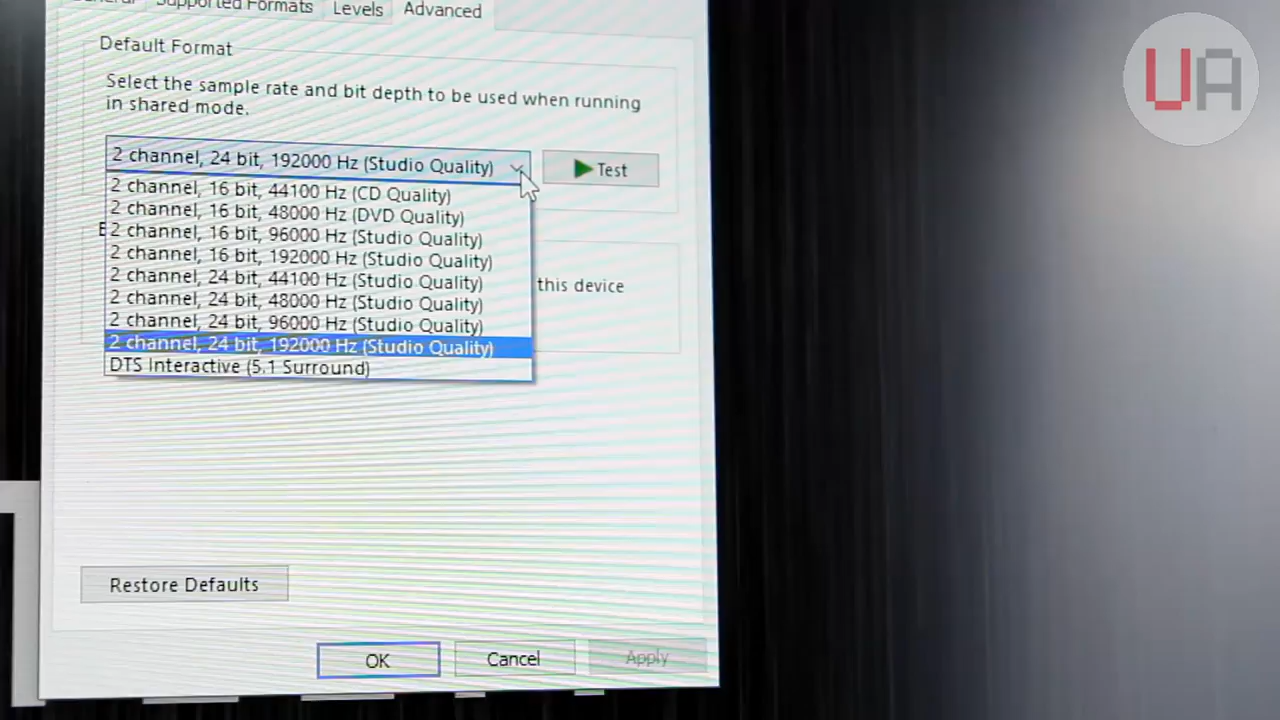 General Supported Formats Levels Advanced
Default Format
Select the sample rate and bit depth to be used when running
in shared mode.
2 channel, 24 bit, 192000 Hz (Studio Quality)
Test
2 channel, 16 bit, 44100 Hz (CD Quality)
2 channel, 16 bit, 48000 Hz (DVD Quality)
2 channel, 16 bit, 96000 Hz (Studio Quality)
2 channel, 16 bit, 192000 Hz (Studio Quality)
2 channel, 24 bit, 44100 Hz (Studio Quality)
this device
2 channel, 24 bit, 48000 Hz (Studio Quality)
2 channel, 24 bit, 96000 Hz (Studio Quality)
2 channel, 24 bit, 192000 Hz (Studio Quality)
DTS Interactive (5.1 Surround)
Restore Defaults
OK Cancel Apply
UA